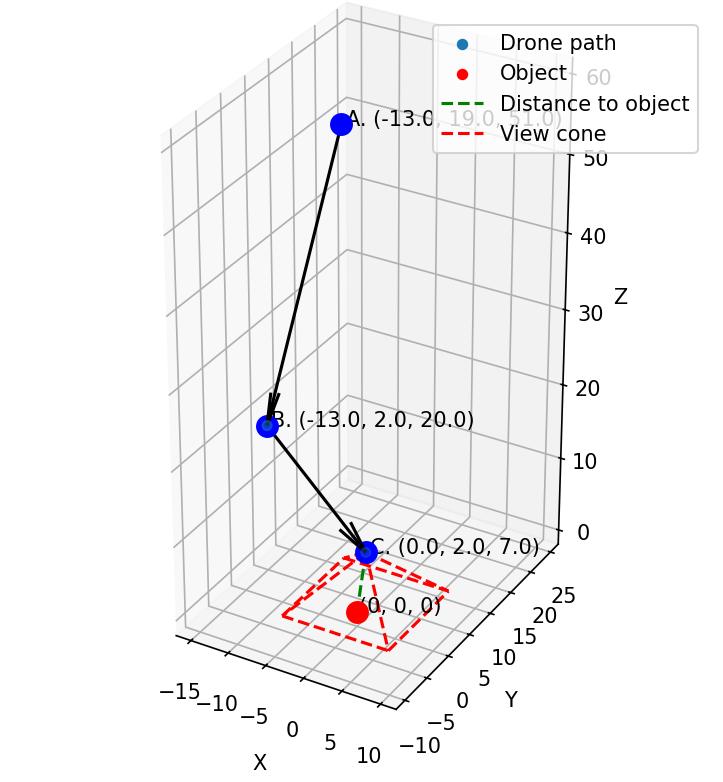 Drone path
Object
Distance to object
View cone
A. (-13.0, 19.0, 51.0)
B. (-13.0, 2.0, 20.0)
C. (0.0, 2.0, 7.0)
(0, 0, 0)
60
50
40
30
20
10
0
Z
−15
−10
−5
0
5
10
X
−10
−5
0
5
10
15
20
25
Y